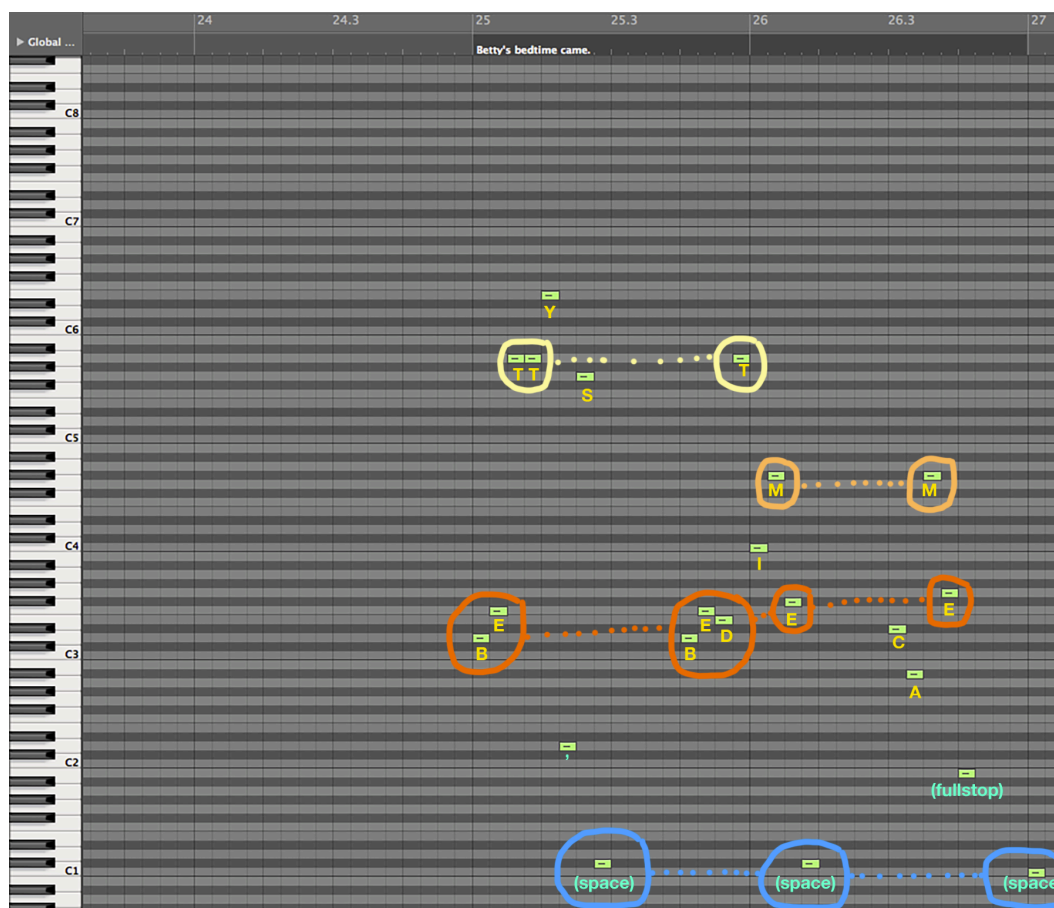 24 24.3 25 25.3 26 26.3 27
Global ...
Betty's bedtime came.
C8
C7
Y
C6
T T T
S
C5
M M
C4
I
E E D E E
B B C
C3
A
,
C2
(fullstop)
C1
(space) (space) (space